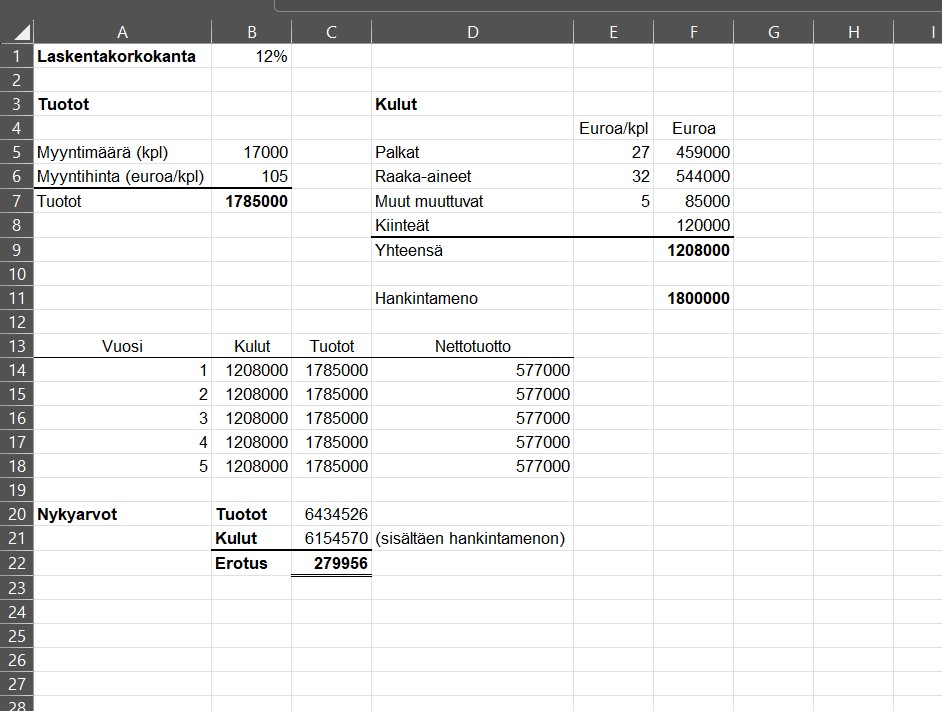 A B C D E F G H I
1 Laskentakorkokanta 12%
2
3 Tuotot Kulut
4 Euroa/kpl Euroa
5 Myyntimäärä (kpl) 17000 Palkat 27 459000
6 Myyntihinta (euroa/kpl) 105 Raaka-aineet 32 544000
7 Tuotot 1785000 Muut muuttuvat 5 85000
8 Kiinteät 120000
9 Yhteensä 1208000
10
11 Hankintameno 1800000
12
13 Vuosi Kulut Tuotot Nettotuotto
14 1 1208000 1785000 577000
15 2 1208000 1785000 577000
16 3 1208000 1785000 577000
17 4 1208000 1785000 577000
18 5 1208000 1785000 577000
19
20 Nykyarvot Tuotot 6434526
21 Kulut 6154570 (sisältäen hankintamenon)
22 Erotus 279956
23
24
25
26
27
28